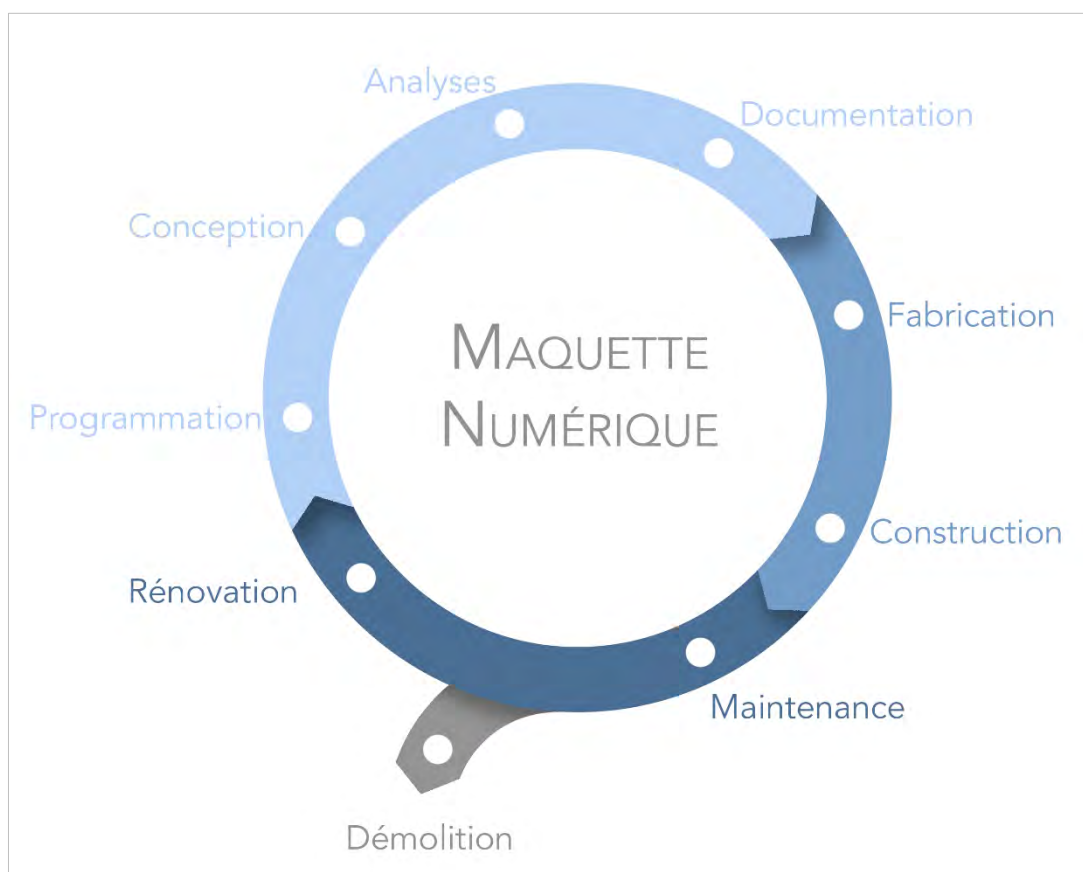 Analyses
Documentation
Conception
Fabrication
MAQUETTE
NUMÉRIQUE
Programmation
Construction
Rénovation
Maintenance
Démolition